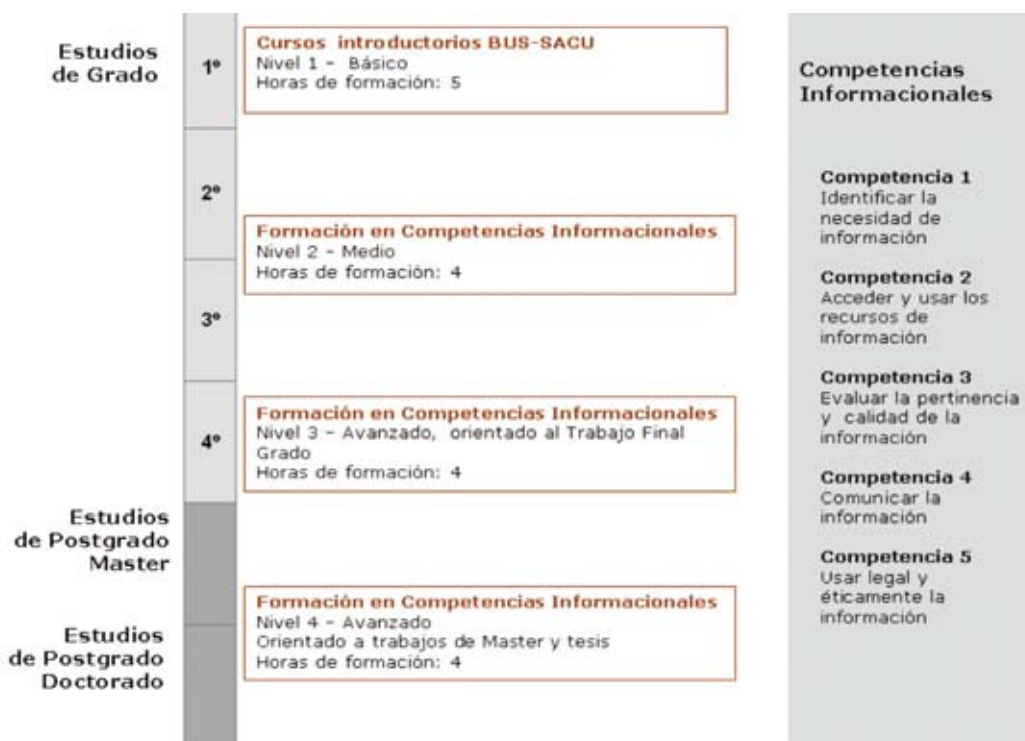 Estudios
de Grado
1º
Cursos introductorios BUS-SACU
Nivel 1 - Básico
Horas de formación: 5
2º
Formación en Competencias Informacionales
Nivel 2 - Medio
Horas de formación: 4
3º
4º
Formación en Competencias Informacionales
Nivel 3 - Avanzado, orientado al Trabajo Final
Grado
Horas de formación: 4
Estudios
de Postgrado
Master
Formación en Competencias Informacionales
Nivel 4 - Avanzado
Orientado a trabajos de Master y tesis
Horas de formación: 4
Estudios
de Postgrado
Doctorado
Competencias
Informacionales
Competencia 1
Identificar la
necesidad de
información
Competencia 2
Acceder y usar los
recursos de
información
Competencia 3
Evaluar la pertinencia
y calidad de la
información
Competencia 4
Comunicar la
información
Competencia 5
Usar legal y
éticamente la
información